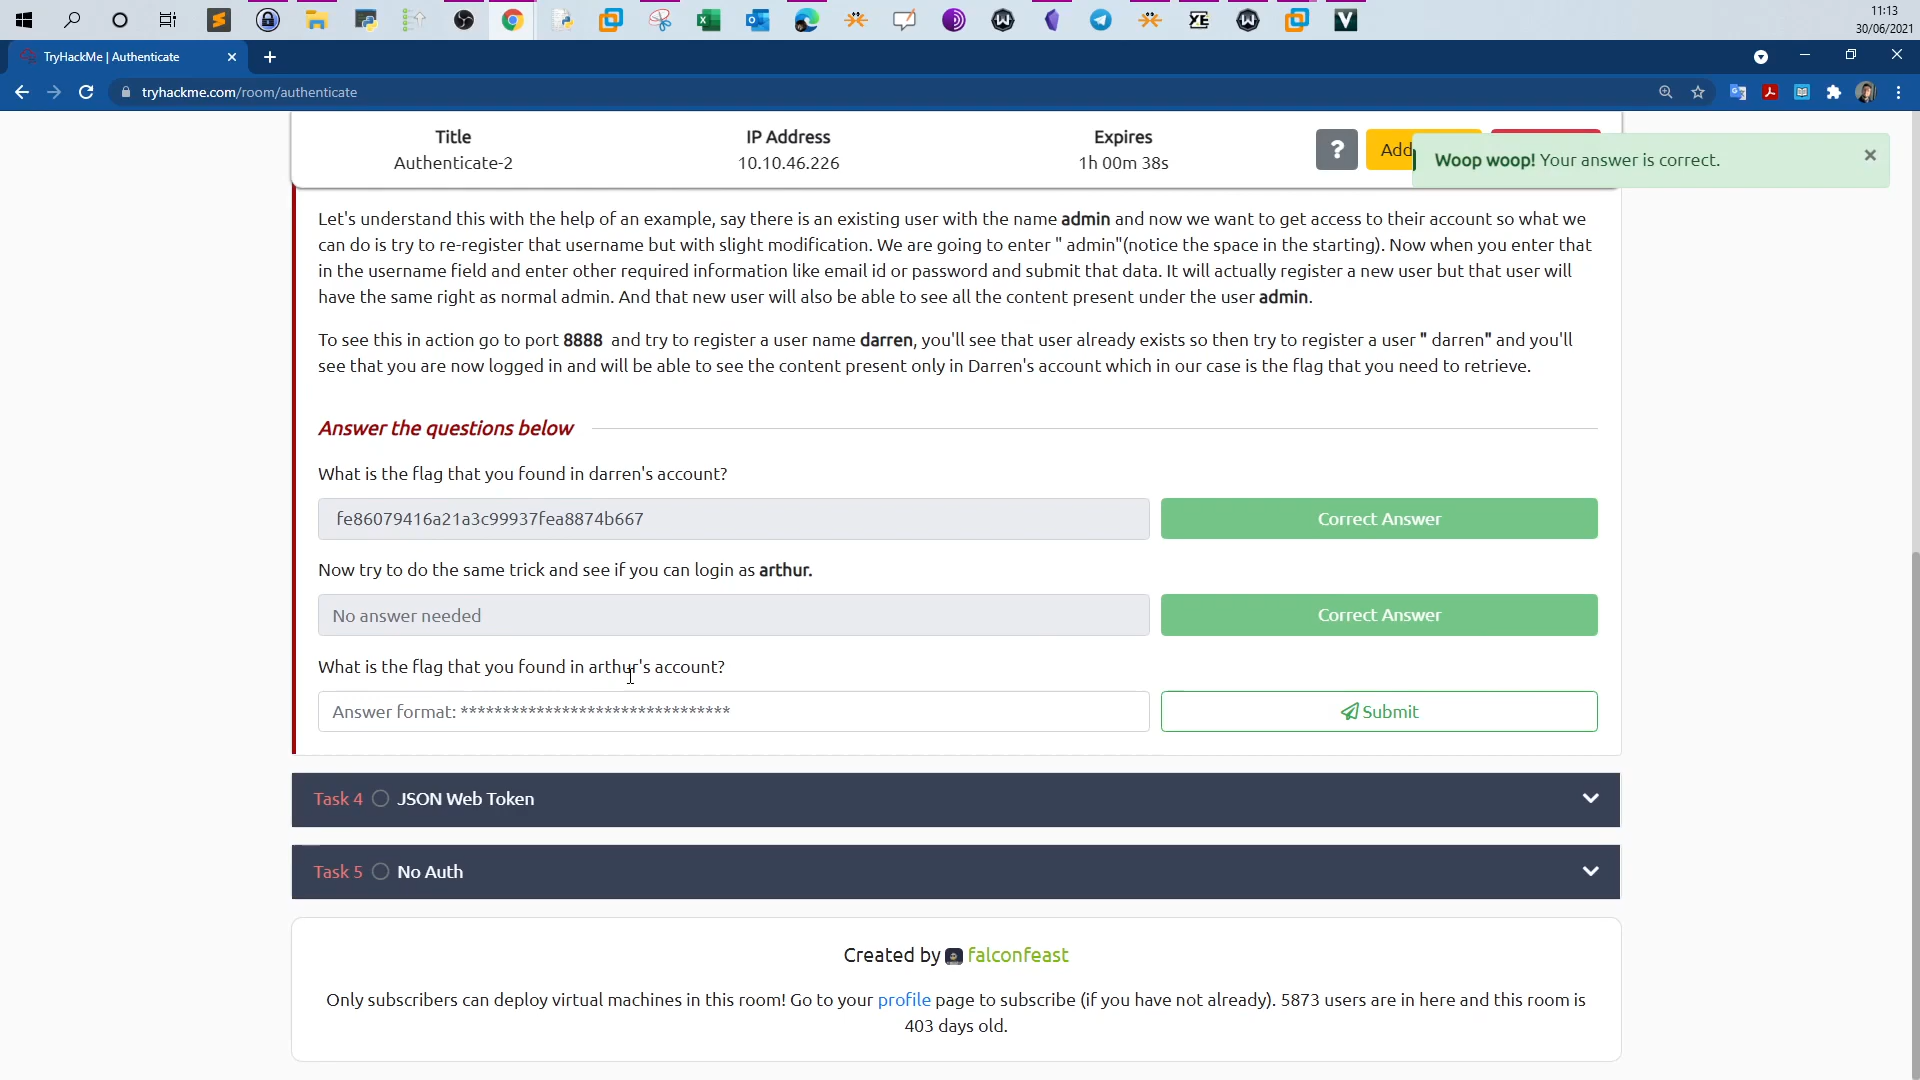 11:13
30/06/2021
TryHackMe | Authenticate
tryhackme.com/room/authenticate
Title
IP Address
Expires
Authenticate-2
10.10.46.226
1h 00m 38s
?
Add
Woop woop! Your answer is correct.
Let's understand this with the help of an example, say there is an existing user with the name admin and now we want to get access to their account so what we
can do is try to re-register that username but with slight modification. We are going to enter " admin"(notice the space in the starting). Now when you enter that
in the username field and enter other required information like email id or password and submit that data. It will actually register a new user but that user will
have the same right as normal admin. And that new user will also be able to see all the content present under the user admin.
To see this in action go to port 8888 and try to register a user name darren, you'll see that user already exists so then try to register a user " darren" and you'll
see that you are now logged in and will be able to see the content present only in Darren's account which in our case is the flag that you need to retrieve.
Answer the questions below
What is the flag that you found in darren's account?
fe86079416a21a3c99937fea8874b667
Correct Answer
Now try to do the same trick and see if you can login as arthur.
No answer needed
Correct Answer
What is the flag that you found in arthur's account?
Answer format: ********************************
Submit
Task 4 JSON Web Token
Task 5 No Auth
Created by falconfeast
Only subscribers can deploy virtual machines in this room! Go to your profile page to subscribe (if you have not already). 5873 users are in here and this room is
403 days old.